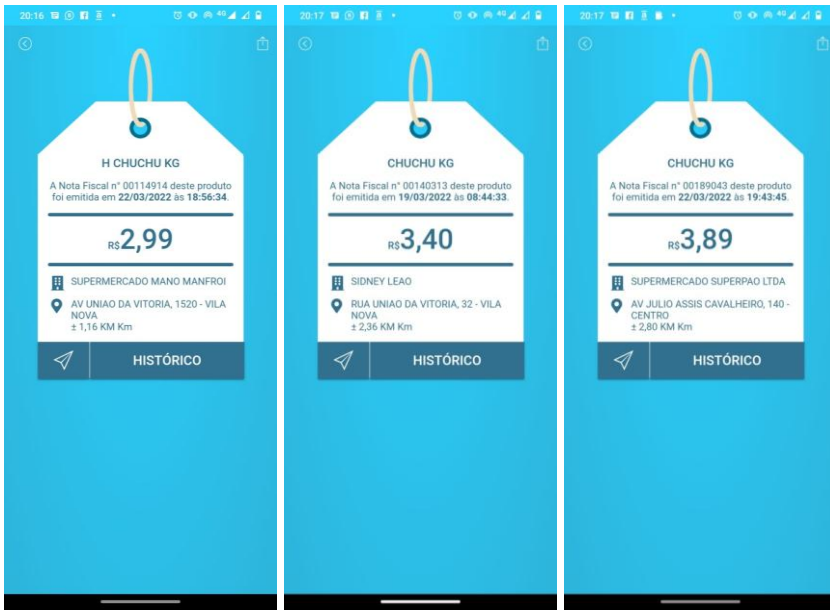 20:16
4G
H CHUCHU KG
A Nota Fiscal n° 00114914 deste produto
foi emitida em 22/03/2022 às 18:56:34.
R$2,99
SUPERMERCADO MANO MANFROI
AV UNIAO DA VITORIA, 1520 - VILA
NOVA
± 1,16 KM Km
HISTÓRICO
20:17
4G
CHUCHU KG
A Nota Fiscal n° 00140313 deste produto
foi emitida em 19/03/2022 às 08:44:33.
R$3,40
SIDNEY LEAO
RUA UNIAO DA VITORIA, 32 - VILA
NOVA
± 2,36 KM Km
HISTÓRICO
20:17
4G
CHUCHU KG
A Nota Fiscal n° 00189043 deste produto
foi emitida em 22/03/2022 às 19:43:45.
R$3,89
SUPERMERCADO SUPERPAO LTDA
AV JULIO ASSIS CAVALHEIRO, 140 -
CENTRO
± 2,80 KM Km
HISTÓRICO